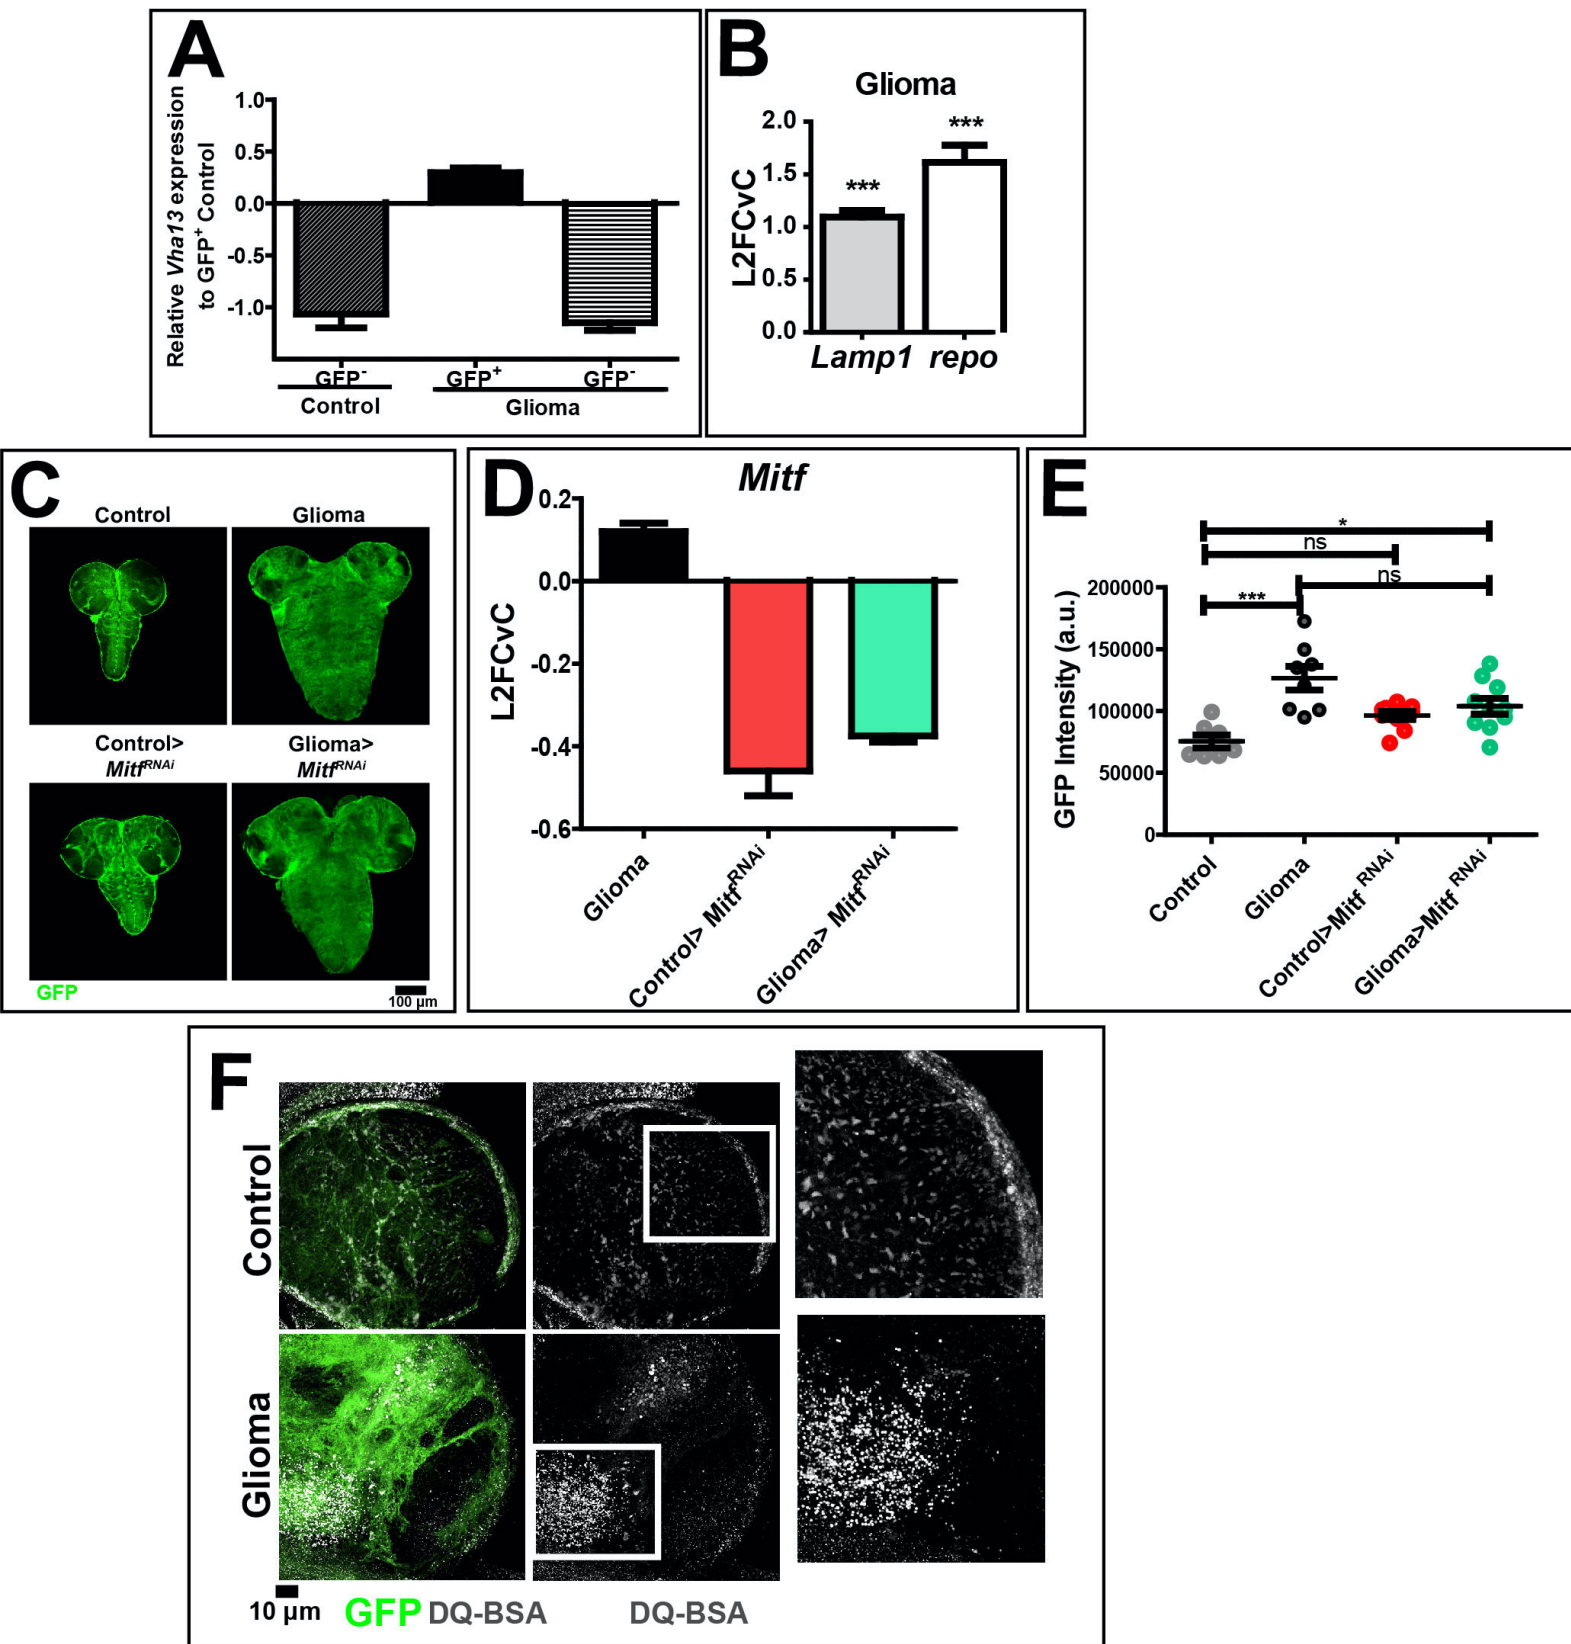 A
Relative Vha13 expression
to GFP+ Control
1.0
0.5
0.0
-0.5
-1.0
GFP-
GFP+
GFP-
Control
Glioma
B
Glioma
L2FCvC
2.0
1.5
1.0
0.5
0.0
***
***
Lamp1 repo
C
Control
Glioma
Control>
MitfRNAi
Glioma>
MitfRNAi
GFP
100 µm
D
Mitf
L2FCvC
0.2
0.0
-0.2
-0.4
-0.6
Glioma
Control> MitfRNAi
Glioma> MitfRNAi
E
*
ns
ns
***
GFP Intensity (a.u.)
200000
150000
100000
50000
0
Control
Glioma
Control>Mitf RNAi
Glioma>Mitf RNAi
F
Control
Glioma
10 µm
GFP DQ-BSA
DQ-BSA